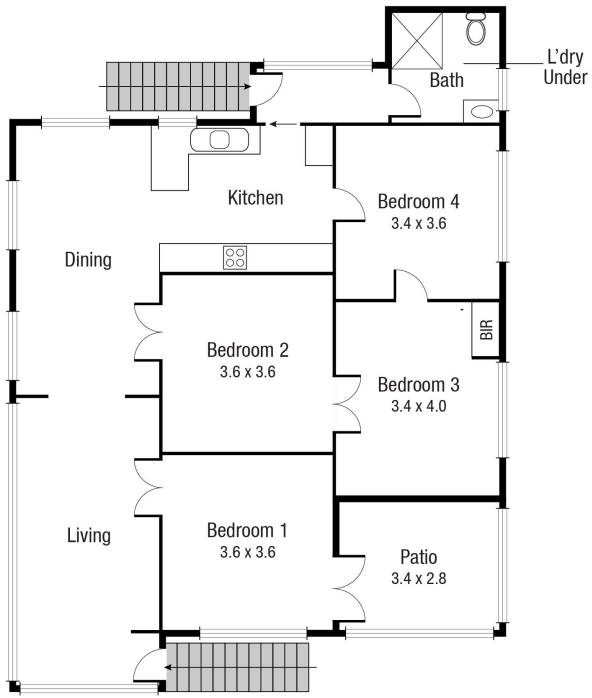 Bath
L'dry
Under
Kitchen
Bedroom 4
3.4 x 3.6
Dining
BIR
Bedroom 2
3.6 x 3.6
Bedroom 3
3.4 x 4.0
Living
Bedroom 1
3.6 x 3.6
Patio
3.4 x 2.8